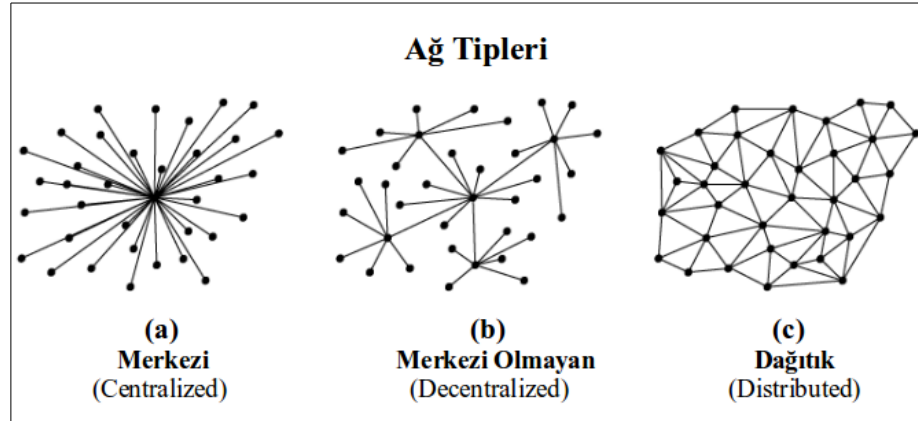 Ağ Tipleri
(a)
Merkezi
(Centralized)
(b)
Merkezi Olmayan
(Decentralized)
(c)
Dağıtık
(Distributed)